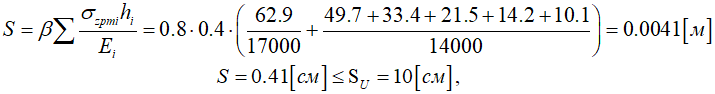 S = β∑ σ_zpmi h_i / E_i = 0.8 · 0.4 · (62.9 / 17000 + 49.7 + 33.4 + 21.5 + 14.2 + 10.1 / 14000) = 0.0041[м]
S = 0.41[см] ≤ S_U = 10[см],